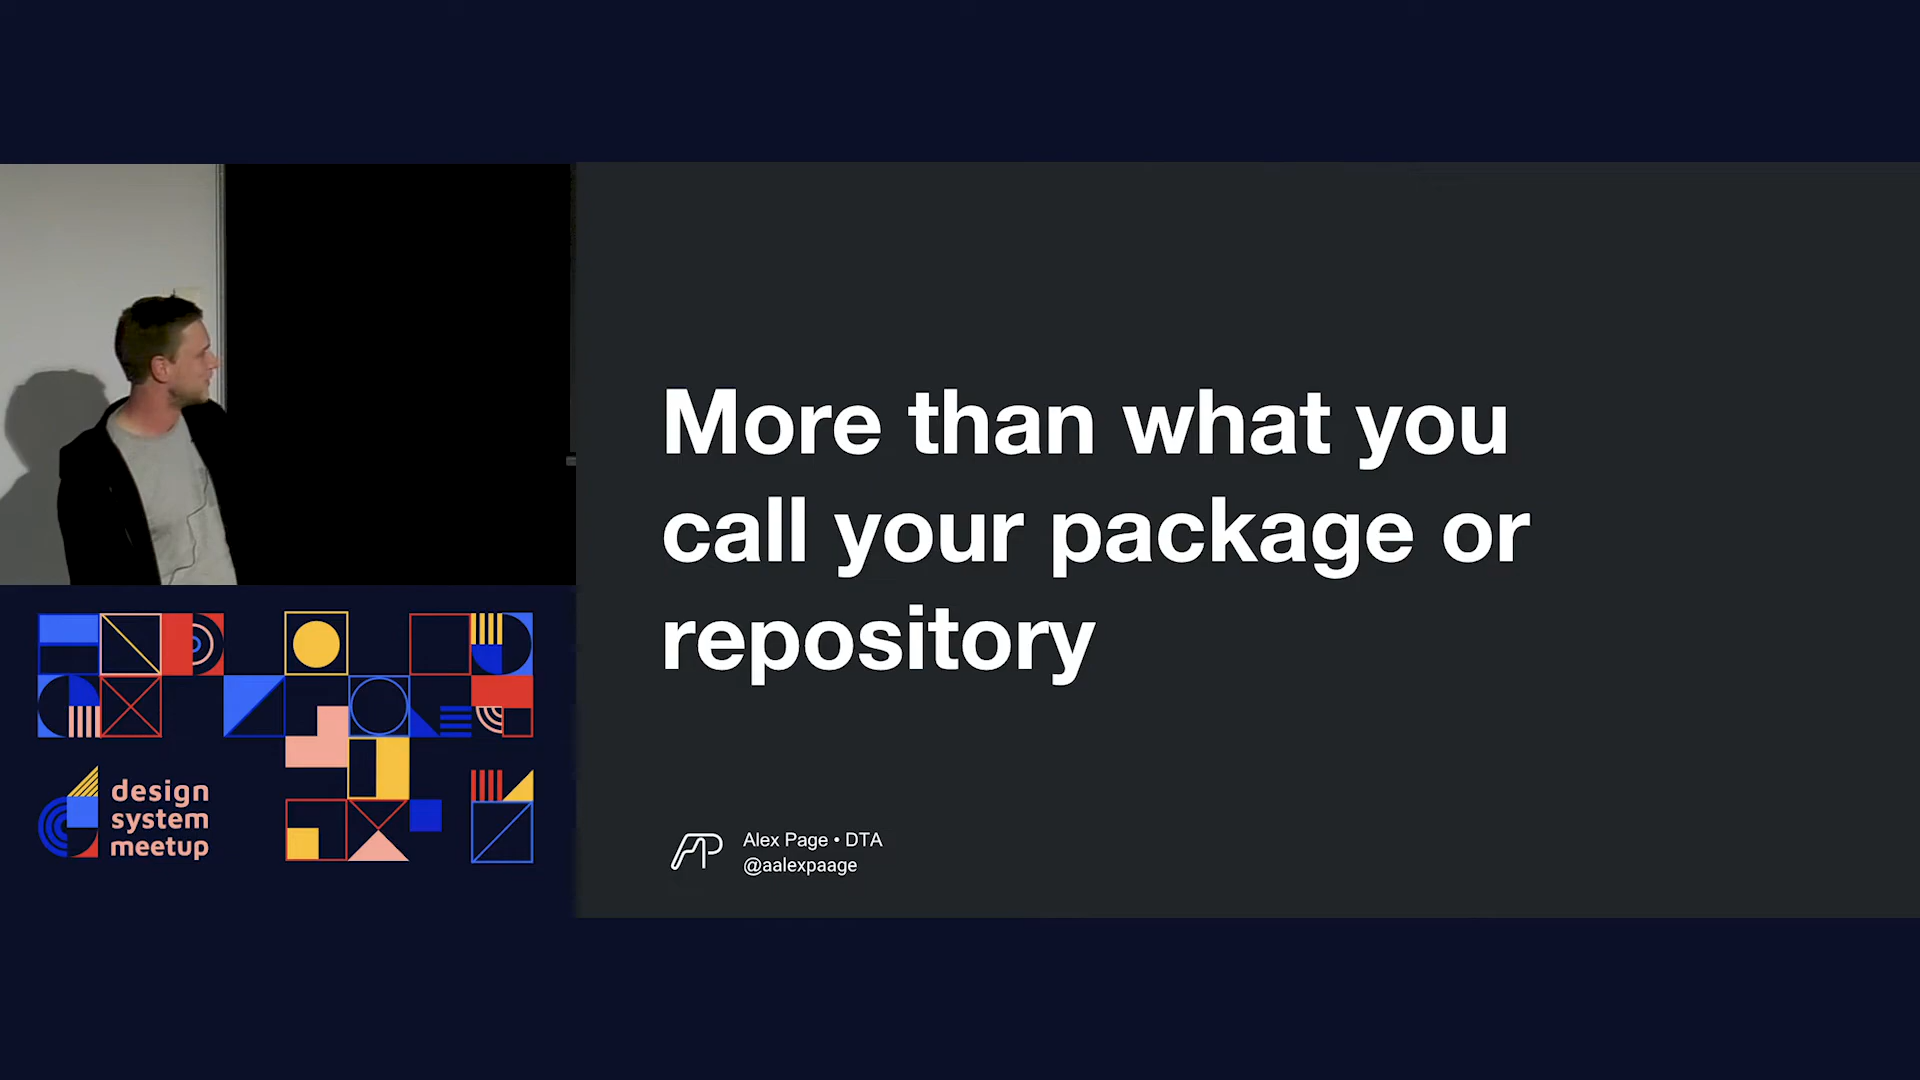 More than what you
call your package or
repository
Alex Page • DTA
@aalexpaage
design
system
meetup